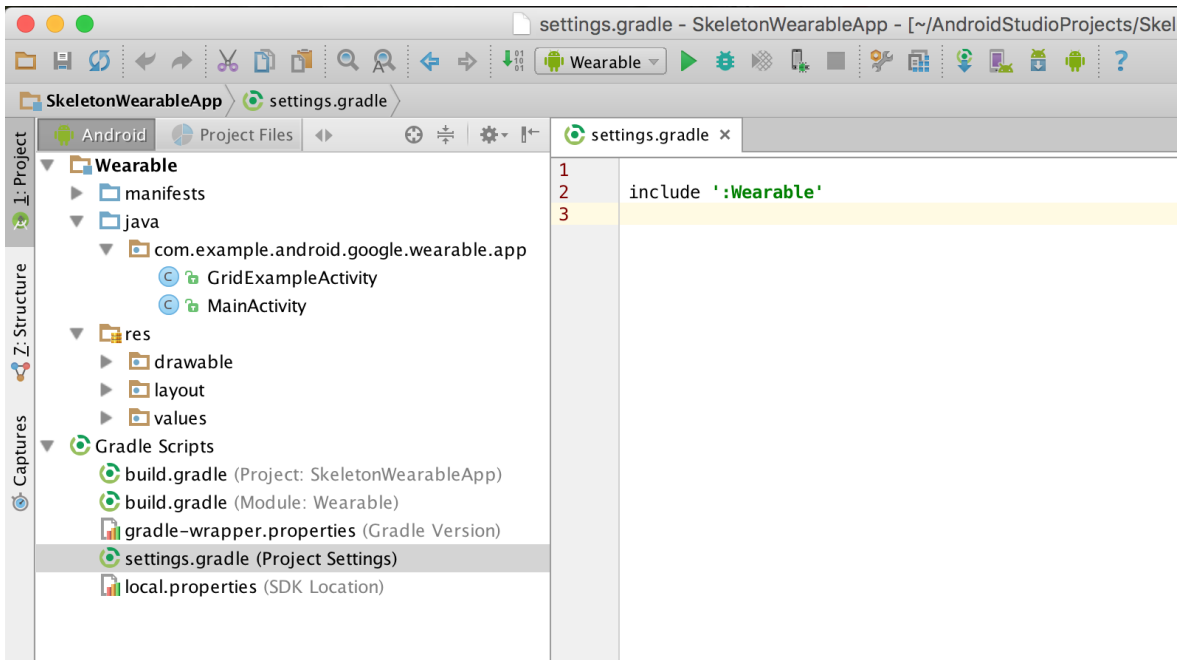 settings.gradle - SkeletonWearableApp - [~/AndroidStudioProjects/Skel
Wearable
?
SkeletonWearableApp settings.gradle
1: Project
Z: Structure
Captures
Android Project Files
Wearable
manifests
java
com.example.android.google.wearable.app
C GridExampleActivity
C MainActivity
res
drawable
layout
values
Gradle Scripts
build.gradle (Project: SkeletonWearableApp)
build.gradle (Module: Wearable)
gradle-wrapper.properties (Gradle Version)
settings.gradle (Project Settings)
local.properties (SDK Location)
settings.gradle ×
1
2 include ':Wearable'
3